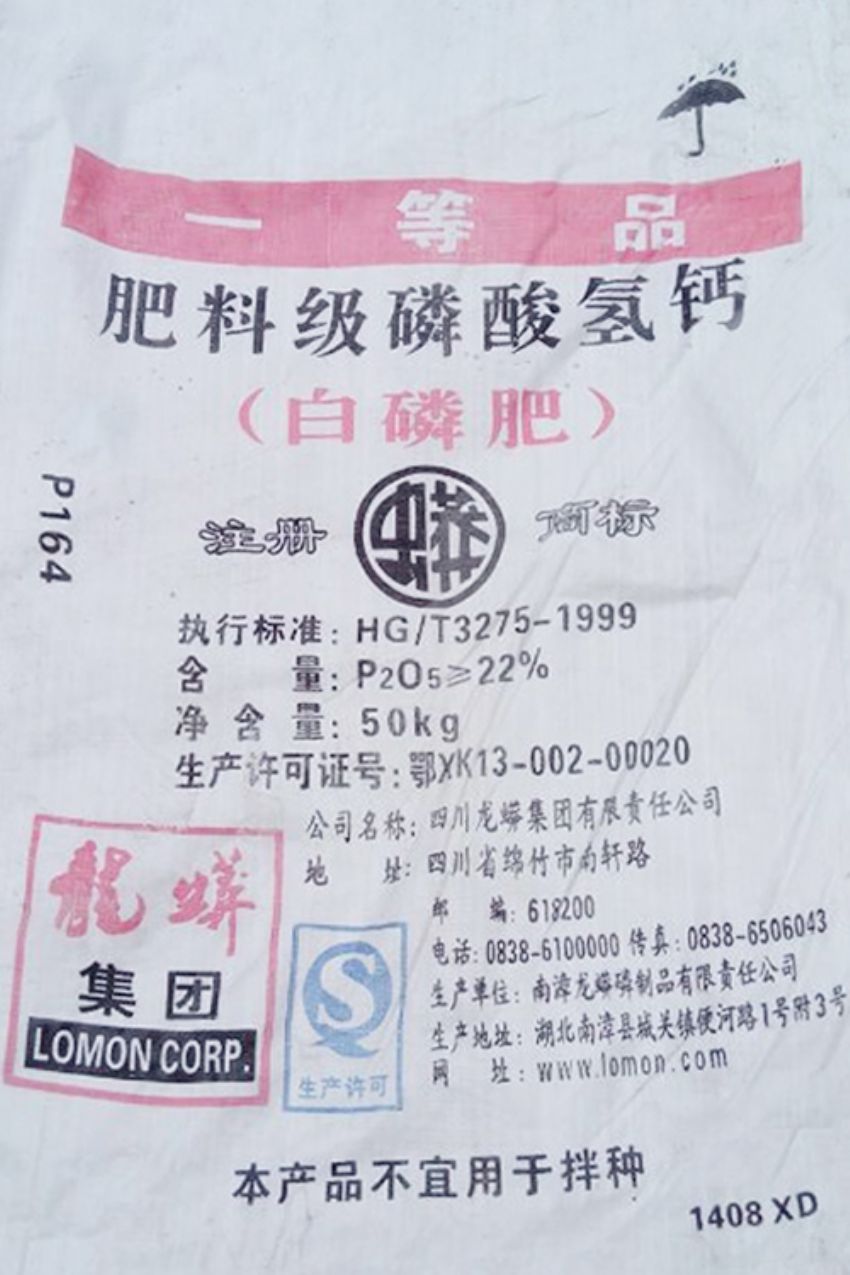 一等品
肥料级磷酸氢钙
（白磷肥）
P164
注册 蟒 商标
执行标准：HG/T3275-1999
含 量：P2O5≥22%
净含量：50kg
生产许可证号：鄂XK13-002-00020
公司名称：四川龙蟒集团有限责任公司
地 址：四川省绵竹市南轩路
邮 编：618200
电话：0838-6100000 传真：0838-6506043
生产单位：南漳龙蟒磷制品有限责任公司
生产地址：湖北南漳县城关镇便河路1号附3号
网 址：www.lomon.com
龍蟒
集团
LOMON CORP.
生产许可
本产品不宜用于拌种
1408 XD